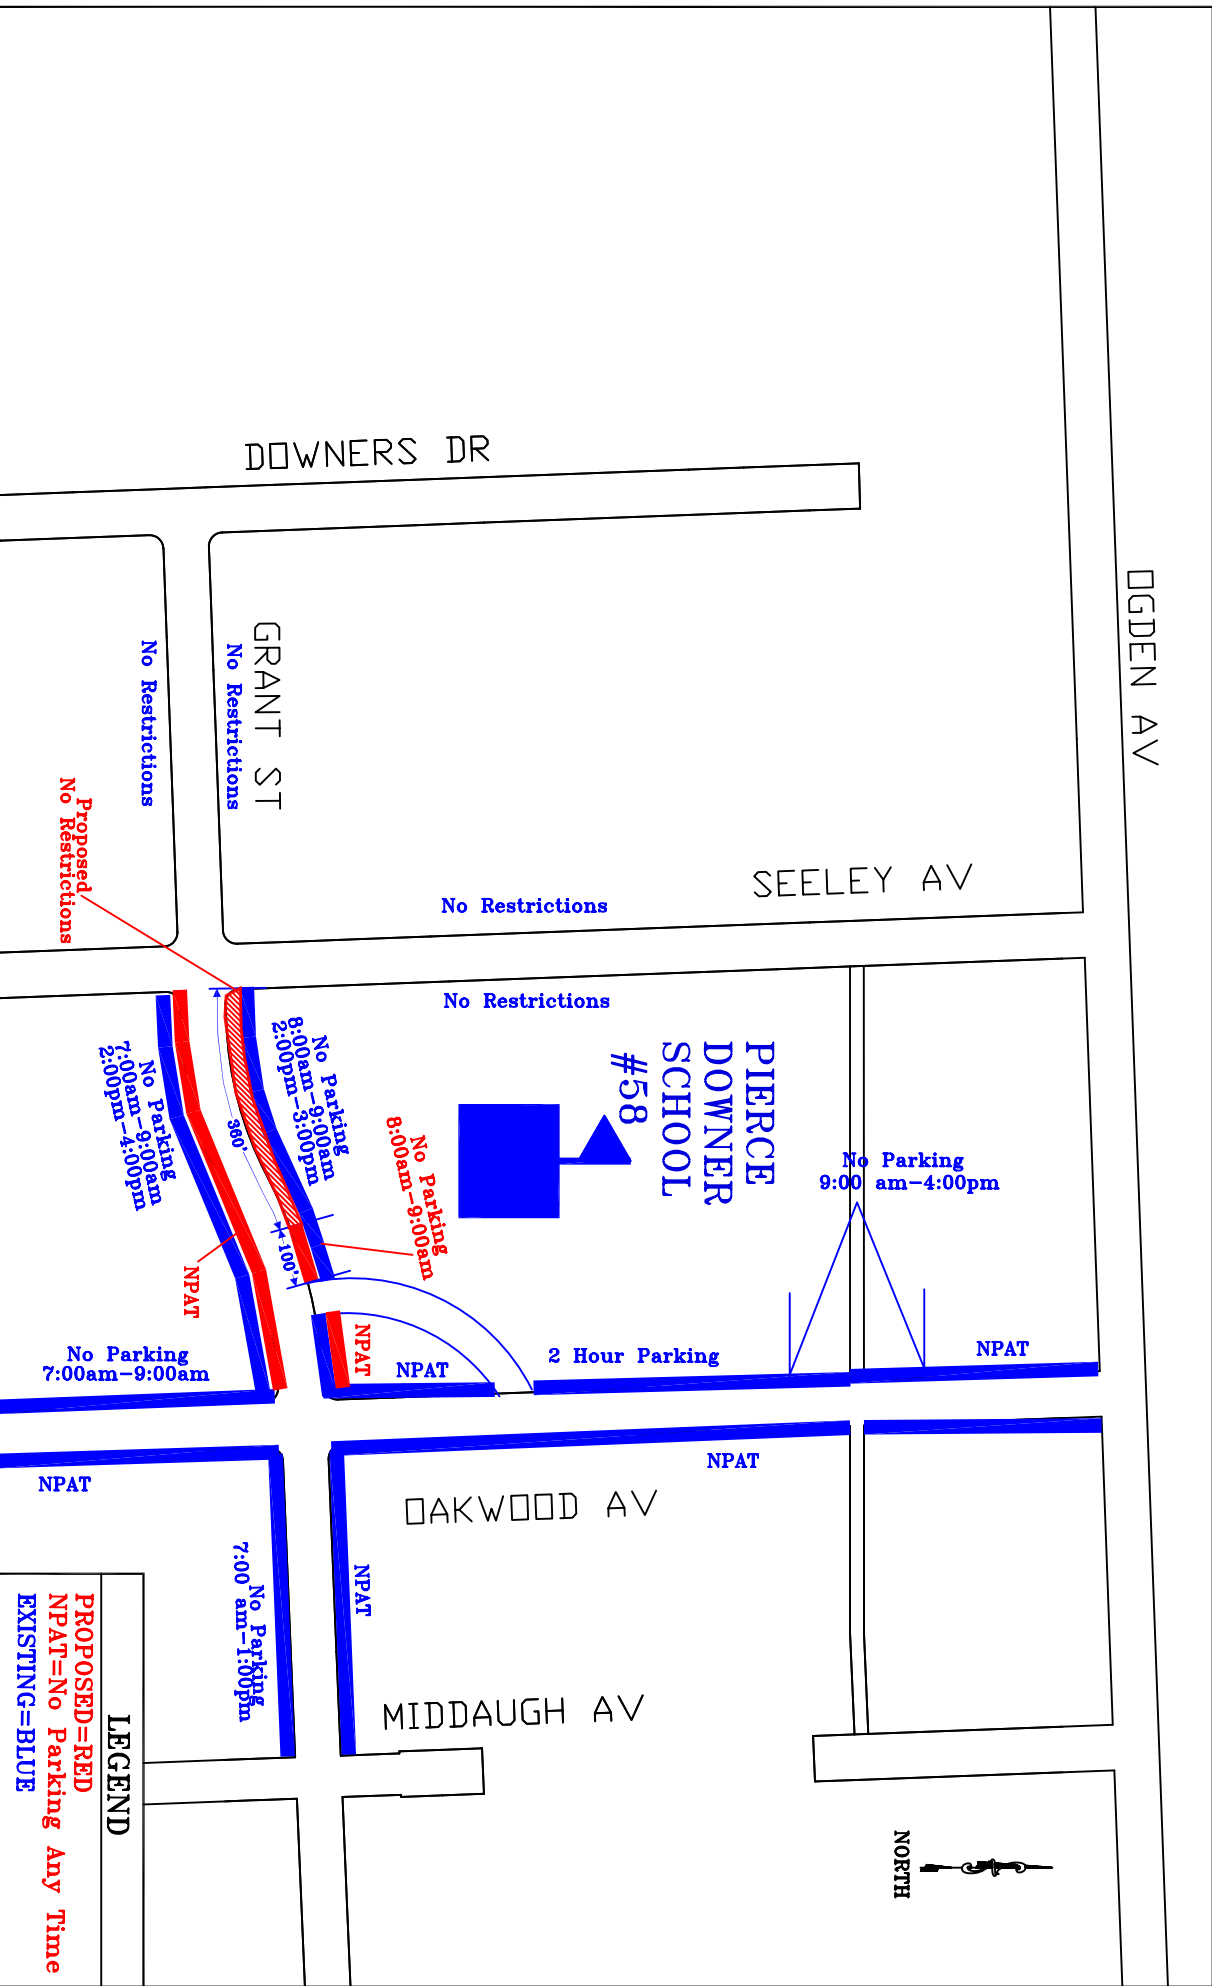 DOWNERS DR
GRANT ST
No Restrictions
No Restrictions
Proposed
No Restrictions
OGDEN AV
SEELEY AV
No Restrictions
No Restrictions
PIERCE
DOWNER
SCHOOL
#58
No Parking
8:00am-9:00am
2:00pm-3:00pm
No Parking
7:00am-9:00am
2:00pm-4:00pm
No Parking
8:00am-9:00am
360'
100'
NPAT
NPAT
No Parking
9:00 am-4:00pm
No Parking
7:00am-9:00am
NPAT
2 Hour Parking
NPAT
NPAT
NPAT
OAKWOOD AV
NPAT
No Parking
7:00 am-1:00pm
MIDDAUGH AV
NORTH
LEGEND
PROPOSED=RED
NPAT=No Parking Any Time
EXISTING=BLUE